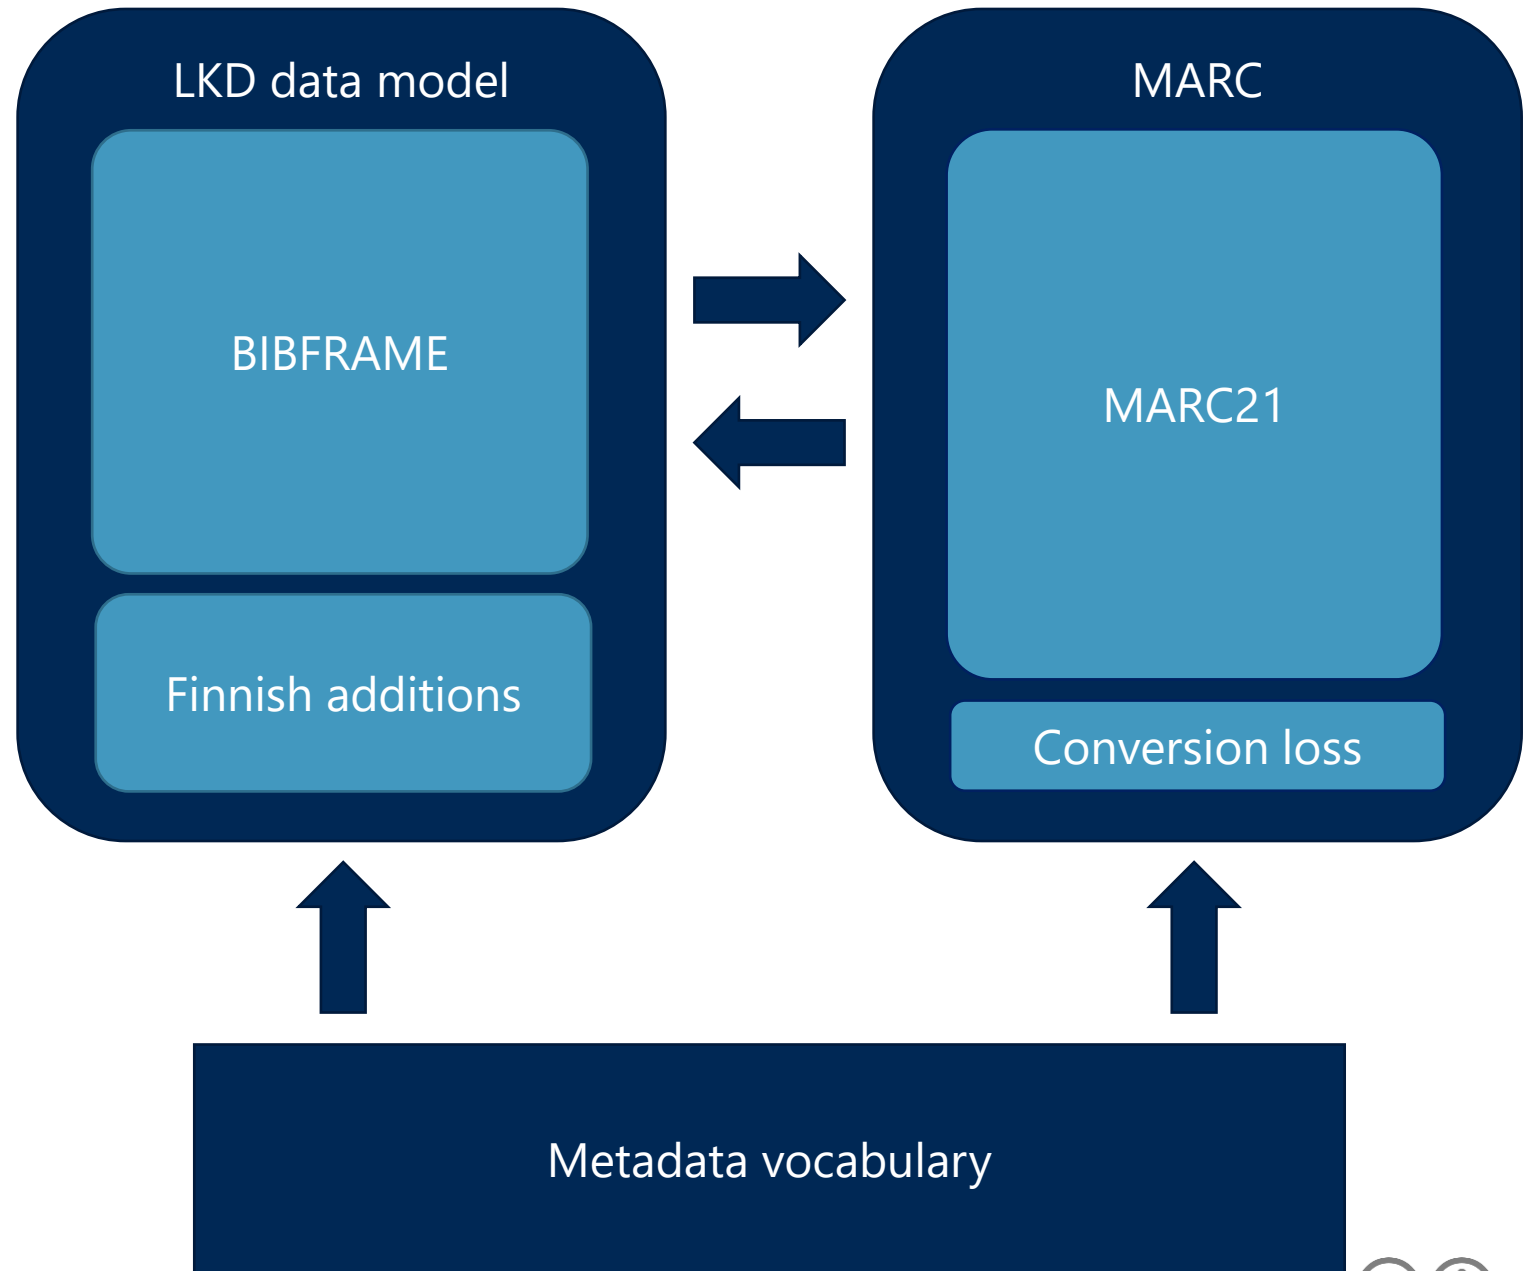 LKD data model
BIBFRAME
Finnish additions
MARC
MARC21
Conversion loss
Metadata vocabulary